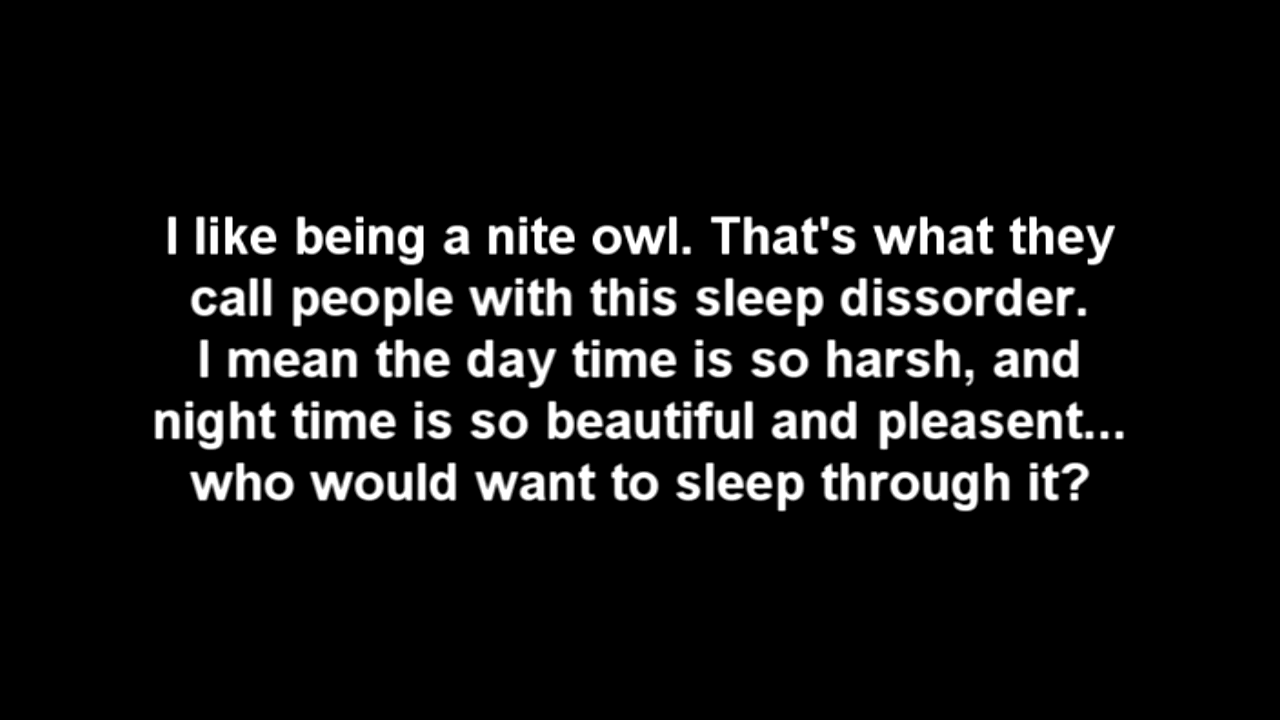 I like being a nite owl. That's what they
call people with this sleep dissorder.
I mean the day time is so harsh, and
night time is so beautiful and pleasent...
who would want to sleep through it?